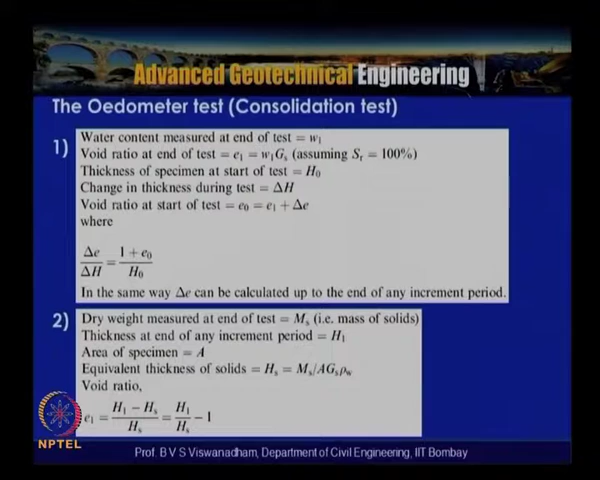 Advanced Geotechnical Engineering
The Oedometer test (Consolidation test)
1) Water content measured at end of test = w₁
Void ratio at end of test = e₁ = w₁Gₛ (assuming Sᵣ = 100%)
Thickness of specimen at start of test = H₀
Change in thickness during test = ΔH
Void ratio at start of test = e₀ = e₁ + Δe
where
Δe/ΔH = (1 + e₀)/H₀
In the same way Δe can be calculated up to the end of any increment period.
2) Dry weight measured at end of test = Mₛ (i.e. mass of solids)
Thickness at end of any increment period = H₁
Area of specimen = A
Equivalent thickness of solids = Hₛ = Mₛ/AGₛρw
Void ratio,
e₁ = (H₁ − Hₛ)/Hₛ = H₁/Hₛ − 1
NPTEL
Prof. B V S Viswanadham, Department of Civil Engineering, IIT Bombay